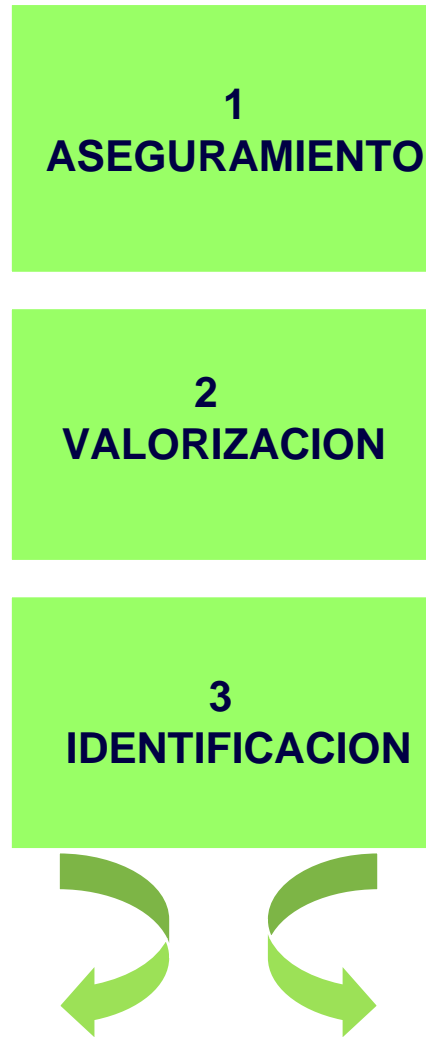 1
ASEGURAMIENTO
2
VALORIZACION
3
IDENTIFICACION